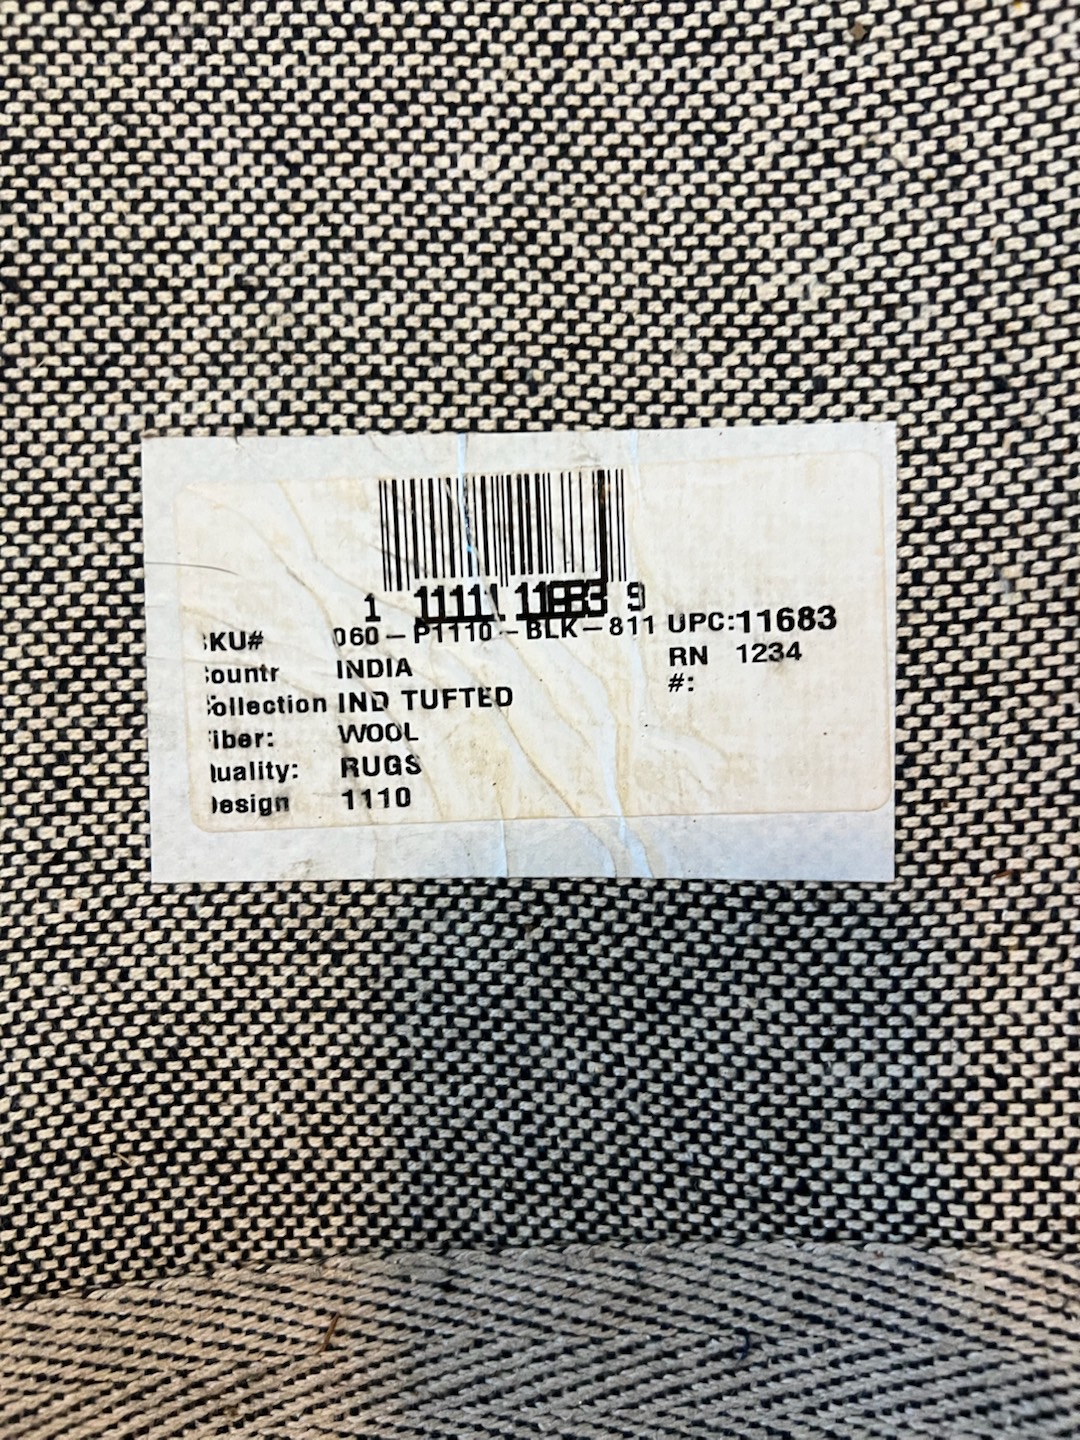 1 11111 11683 9
KU# 060-P1110-BLK-811 UPC:11683
ountr INDIA RN 1234
ollection IND TUFTED #:
iber: WOOL
uality: RUGS
esign 1110